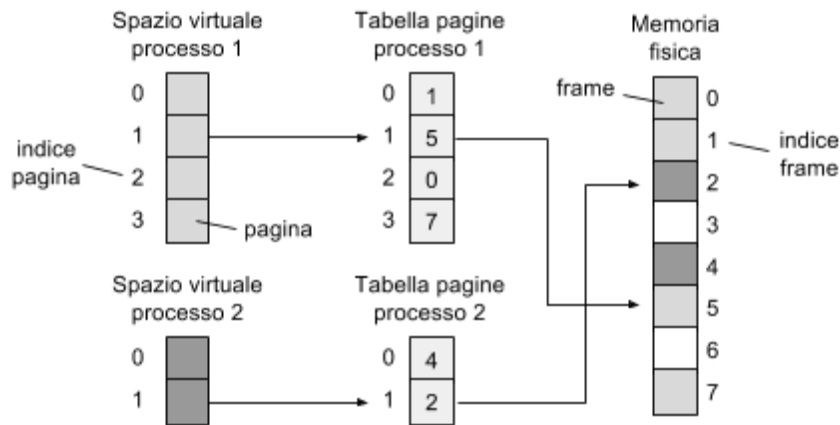 Spazio virtuale
processo 1
Tabella pagine
processo 1
Memoria
fisica
0
1
2
3
indice
pagina
pagina
0 1
1 5
2 0
3 7
frame
indice
frame
0
1
2
3
4
5
6
7
Spazio virtuale
processo 2
0
1
Tabella pagine
processo 2
0 4
1 2